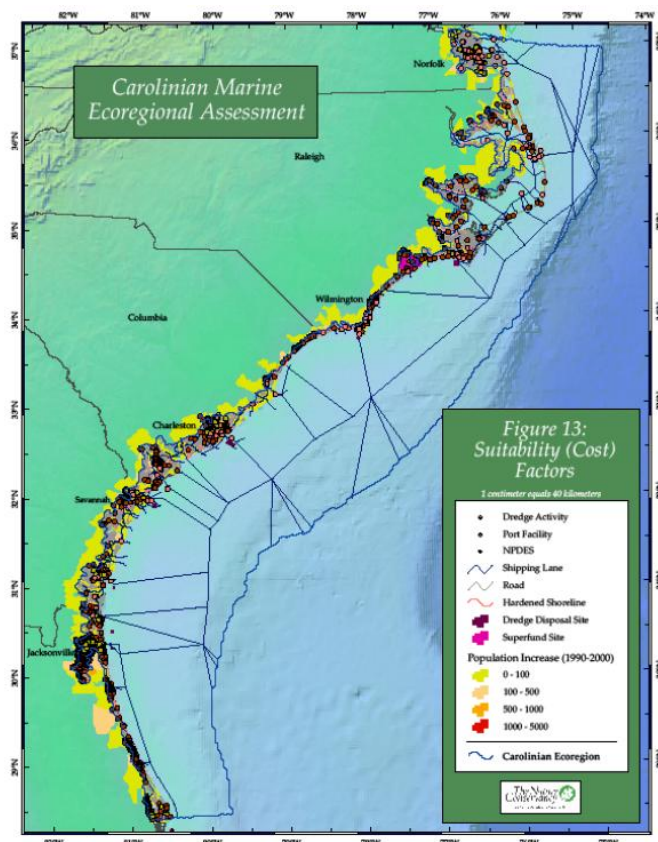 82°W 81°W 80°W 79°W 78°W 77°W 76°W 75°W
37°N
Norfolk
Carolinian Marine
Ecoregional Assessment
Raleigh
35°N
Wilmington
Columbia
34°N
33°N
Charleston
Figure 13:
Suitability (Cost)
Factors
1 centimeter equals 40 kilometers
Dredge Activity
Port Facility
NPDES
Shipping Lane
Road
Hardened Shoreline
Dredge Disposal Site
Superfund Site
Population Increase (1990-2000)
0 - 100
100 - 500
500 - 1000
1000 - 5000
Carolinian Ecoregion
The Nature
Conservancy
32°N
Savannah
31°N
Jacksonville
30°N
29°N